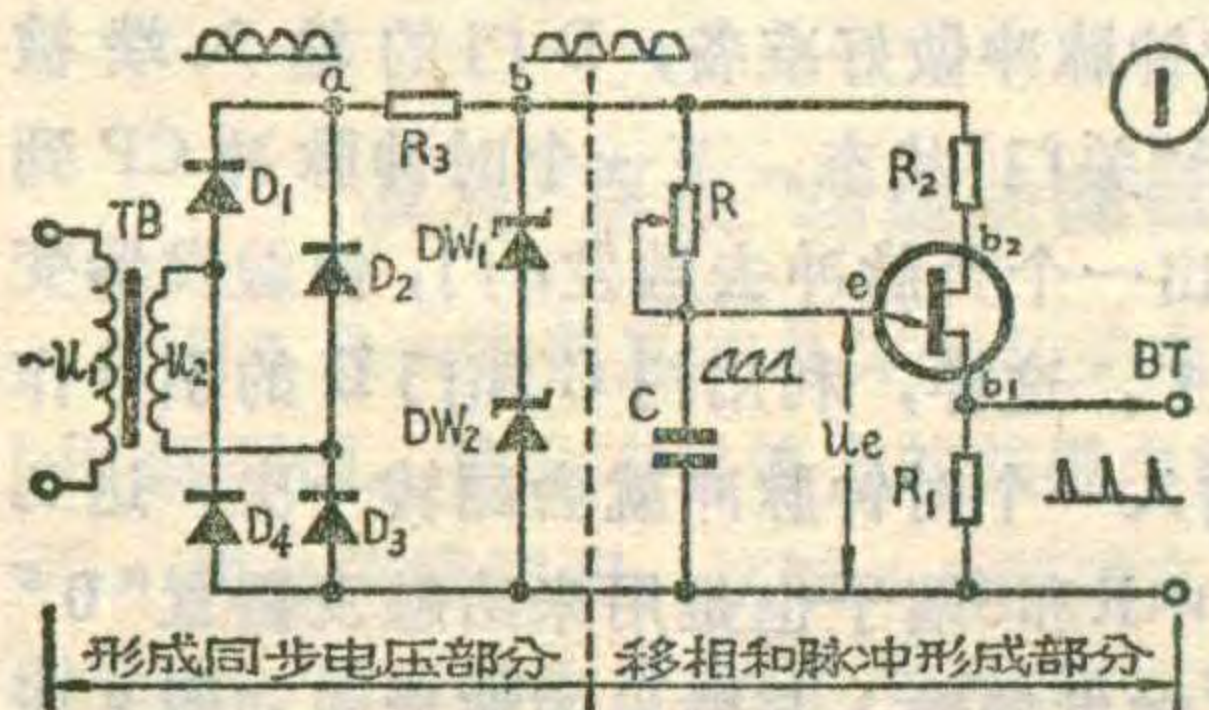 ①
a
b
R₃
D₁
R
R₂
TB
D₂
DW₁
b₂
e
~U₁
U₂
BT
b₁
C
DW₂
Ue
R₁
D₄
D₃
形成同步电压部分
移相和脉冲形成部分